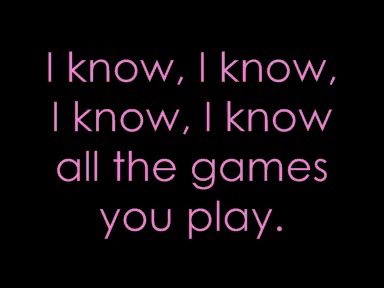 I know, I know,
I know, I know
all the games
you play.